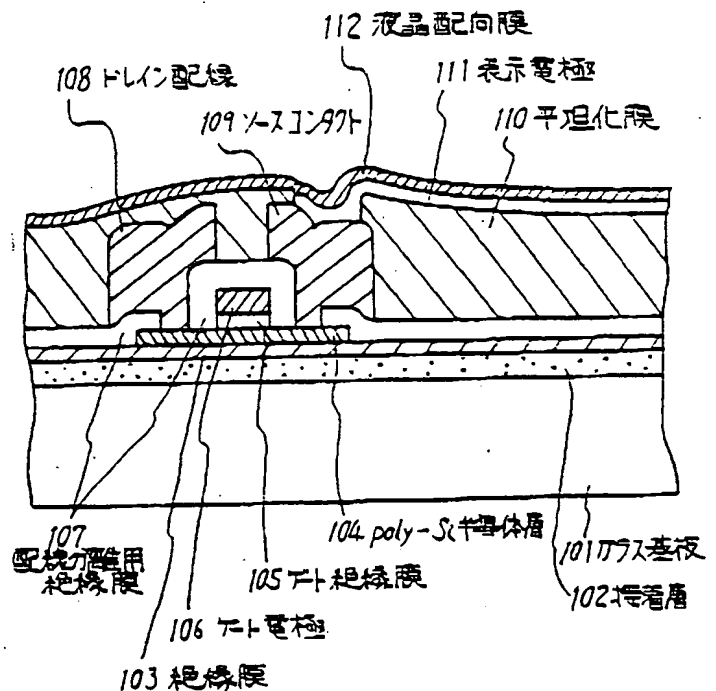 112 液晶配向膜
108 ドレイン配線
111 表示電極
109 ソースコンタクト
110 平坦化膜
107
配線分離用
絶縁膜
104 poly-Si半導体層
101 ガラス基板
105 ゲート絶縁膜
102 接着層
106 ゲート電極
103 絶縁膜